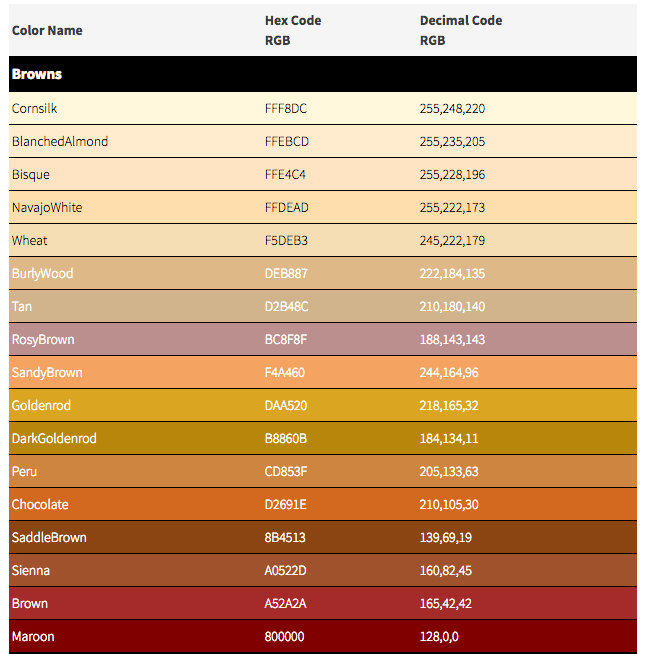 Color Name Hex Code RGB Decimal Code RGB
Browns
Cornsilk FFF8DC 255,248,220
BlanchedAlmond FFEBCD 255,235,205
Bisque FFE4C4 255,228,196
NavajoWhite FFDEAD 255,222,173
Wheat F5DEB3 245,222,179
BurlyWood DEB887 222,184,135
Tan D2B48C 210,180,140
RosyBrown BC8F8F 188,143,143
SandyBrown F4A460 244,164,96
Goldenrod DAA520 218,165,32
DarkGoldenrod B8860B 184,134,11
Peru CD853F 205,133,63
Chocolate D2691E 210,105,30
SaddleBrown 8B4513 139,69,19
Sienna A0522D 160,82,45
Brown A52A2A 165,42,42
Maroon 800000 128,0,0